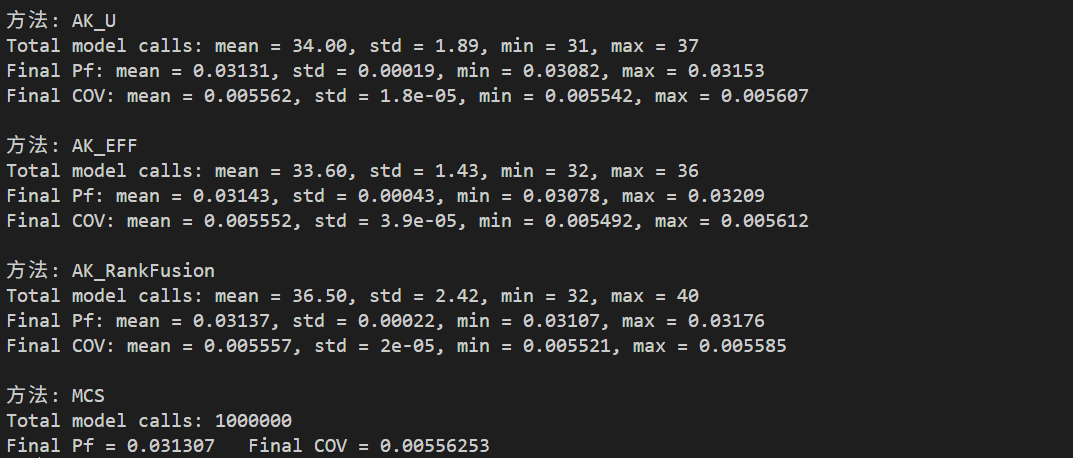 方法: AK_U
Total model calls: mean = 34.00, std = 1.89, min = 31, max = 37
Final Pf: mean = 0.03131, std = 0.00019, min = 0.03082, max = 0.03153
Final COV: mean = 0.005562, std = 1.8e-05, min = 0.005542, max = 0.005607
方法: AK_EFF
Total model calls: mean = 33.60, std = 1.43, min = 32, max = 36
Final Pf: mean = 0.03143, std = 0.00043, min = 0.03078, max = 0.03209
Final COV: mean = 0.005552, std = 3.9e-05, min = 0.005492, max = 0.005612
方法: AK_RankFusion
Total model calls: mean = 36.50, std = 2.42, min = 32, max = 40
Final Pf: mean = 0.03137, std = 0.00022, min = 0.03107, max = 0.03176
Final COV: mean = 0.005557, std = 2e-05, min = 0.005521, max = 0.005585
方法: MCS
Total model calls: 1000000
Final Pf = 0.031307   Final COV = 0.00556253